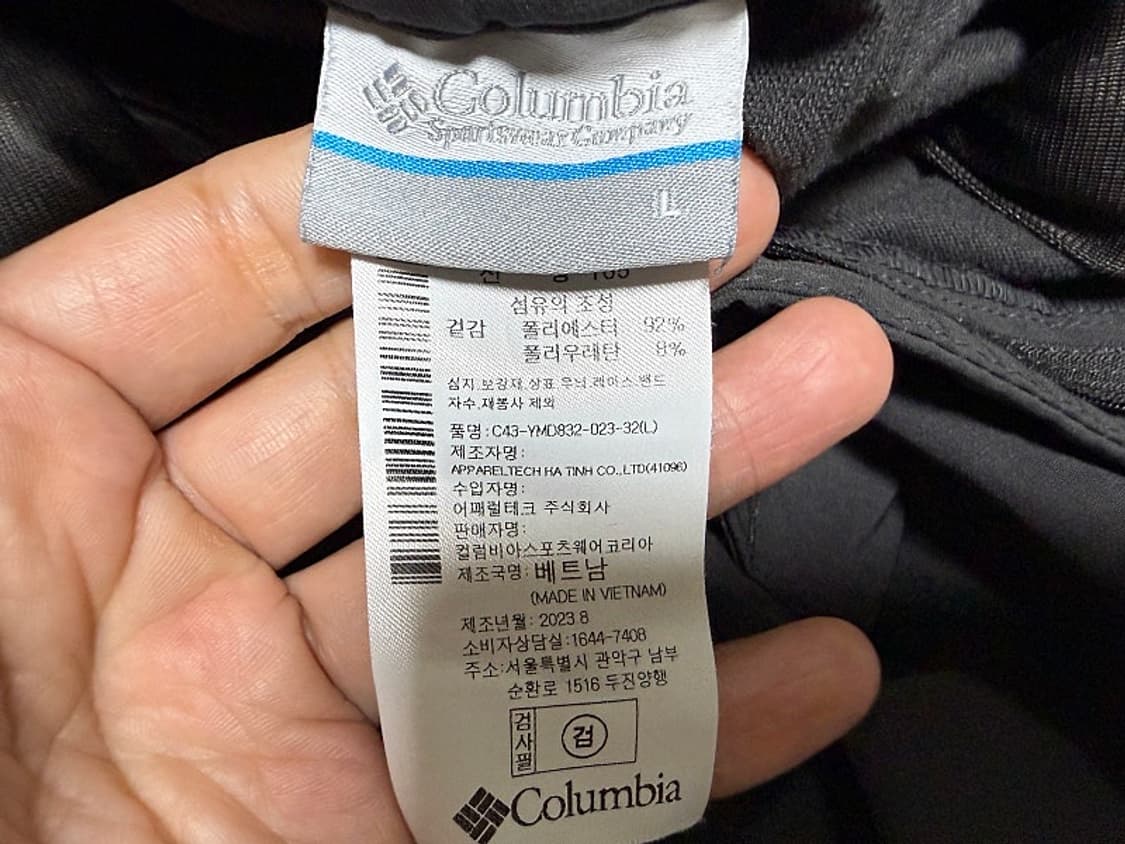 Columbia
Sportswear Company
L
섬유의 조성
겉감 폴리에스터 92%
폴리우레탄 8%
심지.보강재.상표.무늬.레이스.밴드
자수.재봉사 제외
품명:C43-YMD832-023-32(L)
제조자명:
APPARELTECH HA TINH CO.,LTD(41096)
수입자명:
어패럴테크 주식회사
판매자명:
컬럼비아스포츠웨어코리아
제조국명:베트남
(MADE IN VIETNAM)
제조년월: 2023.8
소비자상담실:1644-7408
주소:서울특별시 관악구 남부
순환로 1516 두진양행
검사필
검
Columbia